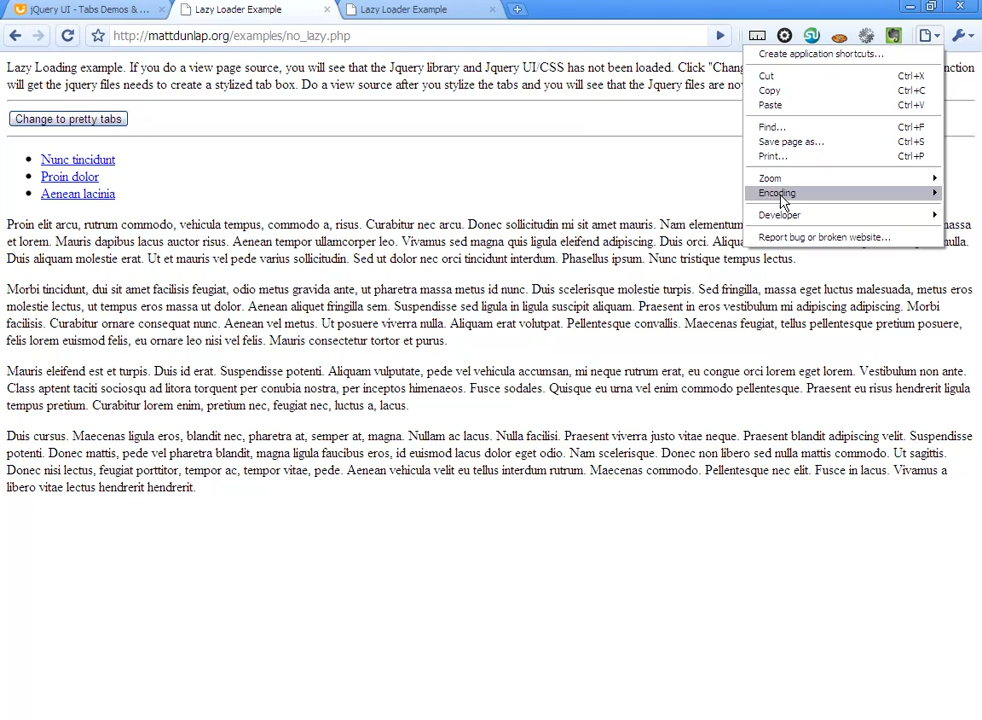 jQuery UI - Tabs Demos & ...
Lazy Loader Example
Lazy Loader Example
http://mattdunlap.org/examples/no_lazy.php
Lazy Loading example. If you do a view page source, you will see that the Jquery library and Jquery UI/CSS has not been loaded. Click "Chang nction
will get the jquery files needs to create a stylized tab box. Do a view source after you stylize the tabs and you will see that the Jquery files are no
Change to pretty tabs
Nunc tincidunt
Proin dolor
Aenean lacinia
Create application shortcuts...
Cut Ctrl+X
Copy Ctrl+C
Paste Ctrl+V
Find... Ctrl+F
Save page as... Ctrl+S
Print... Ctrl+P
Zoom
Encoding
Developer
Report bug or broken website...
Proin elit arcu, rutrum commodo, vehicula tempus, commodo a, risus. Curabitur nec arcu. Donec sollicitudin mi sit amet mauris. Nam elementum massa
et lorem. Mauris dapibus lacus auctor risus. Aenean tempor ullamcorper leo. Vivamus sed magna quis ligula eleifend adipiscing. Duis orci. Aliqu
Duis aliquam molestie erat. Ut et mauris vel pede varius sollicitudin. Sed ut dolor nec orci tincidunt interdum. Phasellus ipsum. Nunc tristique tempus lectus.
Morbi tincidunt, dui sit amet facilisis feugiat, odio metus gravida ante, ut pharetra massa metus id nunc. Duis scelerisque molestie turpis. Sed fringilla, massa eget luctus malesuada, metus eros
molestie lectus, ut tempus eros massa ut dolor. Aenean aliquet fringilla sem. Suspendisse sed ligula in ligula suscipit aliquam. Praesent in eros vestibulum mi adipiscing adipiscing. Morbi
facilisis. Curabitur ornare consequat nunc. Aenean vel metus. Ut posuere viverra nulla. Aliquam erat volutpat. Pellentesque convallis. Maecenas feugiat, tellus pellentesque pretium posuere,
felis lorem euismod felis, eu ornare leo nisi vel felis. Mauris consectetur tortor et purus.
Mauris eleifend est et turpis. Duis id erat. Suspendisse potenti. Aliquam vulputate, pede vel vehicula accumsan, mi neque rutrum erat, eu congue orci lorem eget lorem. Vestibulum non ante.
Class aptent taciti sociosqu ad litora torquent per conubia nostra, per inceptos himenaeos. Fusce sodales. Quisque eu urna vel enim commodo pellentesque. Praesent eu risus hendrerit ligula
tempus pretium. Curabitur lorem enim, pretium nec, feugiat nec, luctus a, lacus.
Duis cursus. Maecenas ligula eros, blandit nec, pharetra at, semper at, magna. Nullam ac lacus. Nulla facilisi. Praesent viverra justo vitae neque. Praesent blandit adipiscing velit. Suspendisse
potenti. Donec mattis, pede vel pharetra blandit, magna ligula faucibus eros, id euismod lacus dolor eget odio. Nam scelerisque. Donec non libero sed nulla mattis commodo. Ut sagittis.
Donec nisi lectus, feugiat porttitor, tempor ac, tempor vitae, pede. Aenean vehicula velit eu tellus interdum rutrum. Maecenas commodo. Pellentesque nec elit. Fusce in lacus. Vivamus a
libero vitae lectus hendrerit hendrerit.